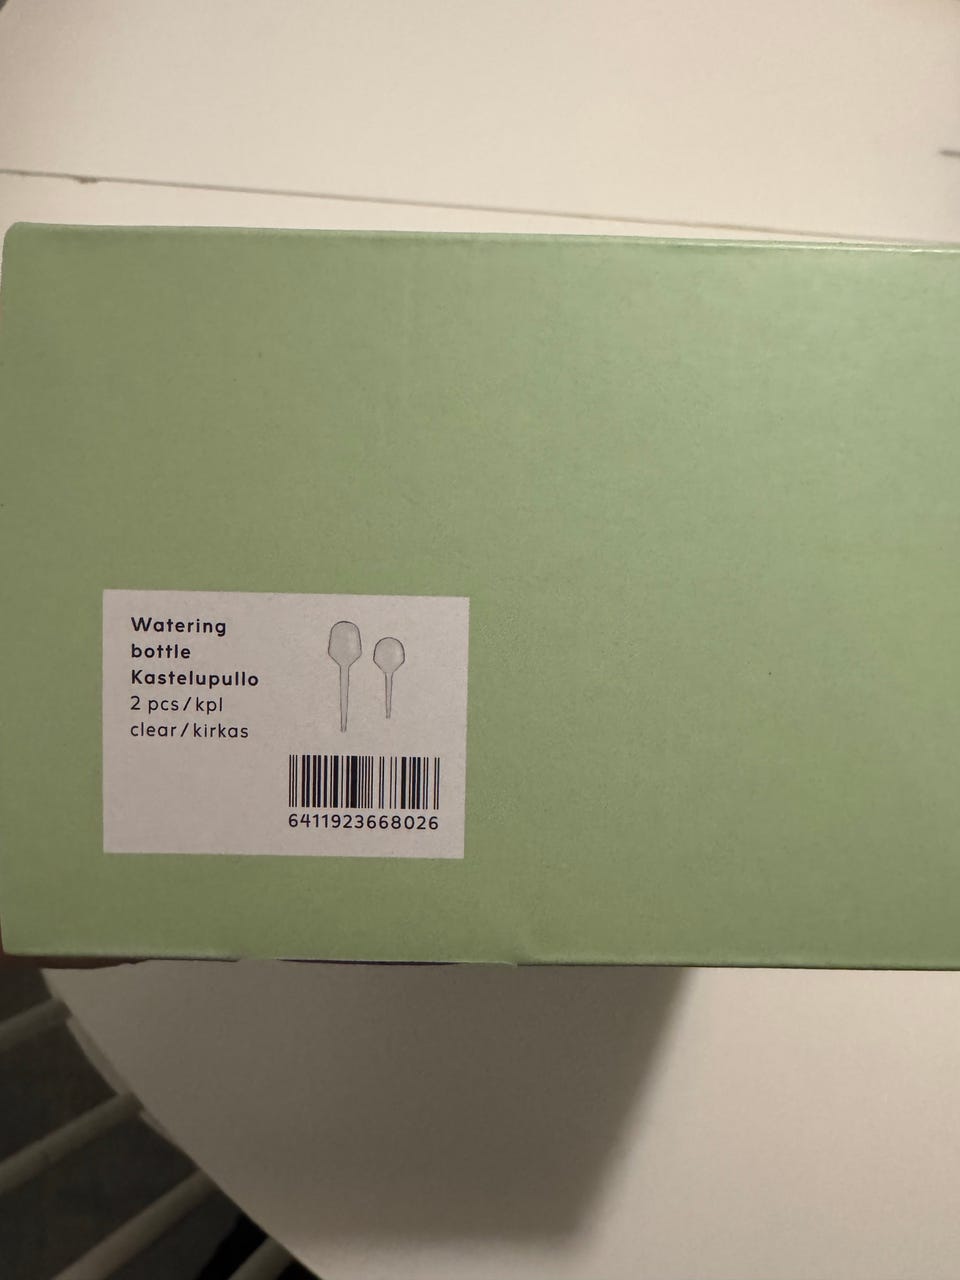 Watering
bottle
Kastelupullo
2 pcs/kpl
clear/kirkas
6411923668026